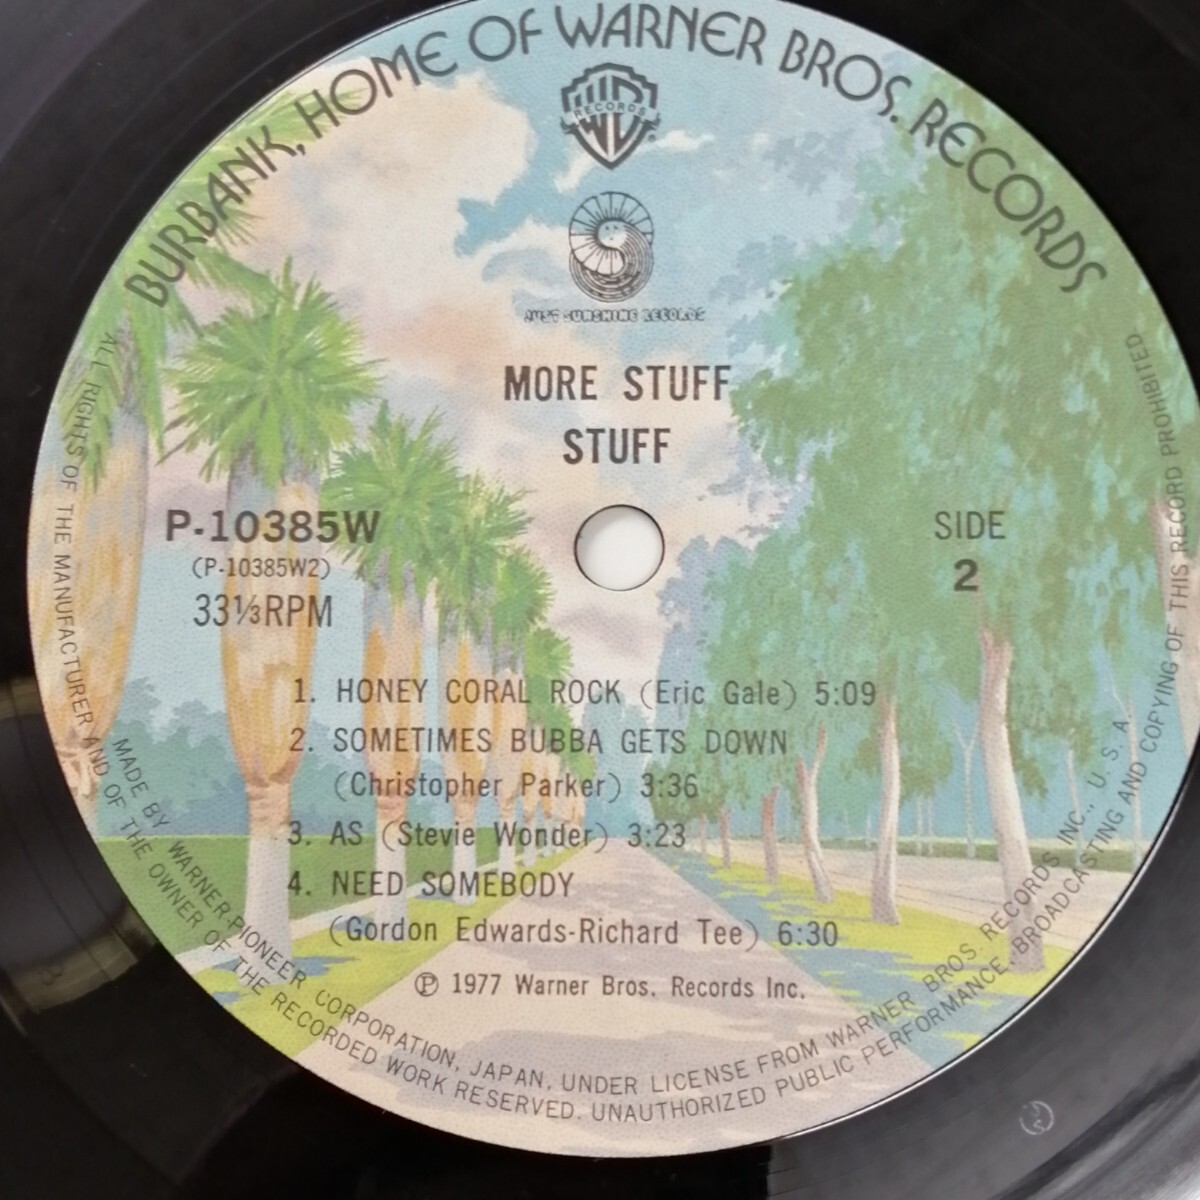 BURBANK, HOME OF WARNER BROS. RECORDS
RECORDS
JUST SUNSHINE RECORDS
MORE STUFF
STUFF
P-10385W
(P-10385W2)
33⅓RPM
SIDE
2
1. HONEY CORAL ROCK (Eric Gale) 5:09
2. SOMETIMES BUBBA GETS DOWN
(Christopher Parker) 3:36
3. AS (Stevie Wonder) 3:23
4. NEED SOMEBODY
(Gordon Edwards-Richard Tee) 6:30
℗ 1977 Warner Bros. Records Inc.
MADE BY WARNER-PIONEER CORPORATION, JAPAN, UNDER LICENSE FROM WARNER BROS. RECORDS INC., U. S. A.
ALL RIGHTS OF THE MANUFACTURER AND OF THE OWNER OF THE RECORDED WORK RESERVED. UNAUTHORIZED PUBLIC PERFORMANCE, BROADCASTING AND COPYING OF THIS RECORD PROHIBITED